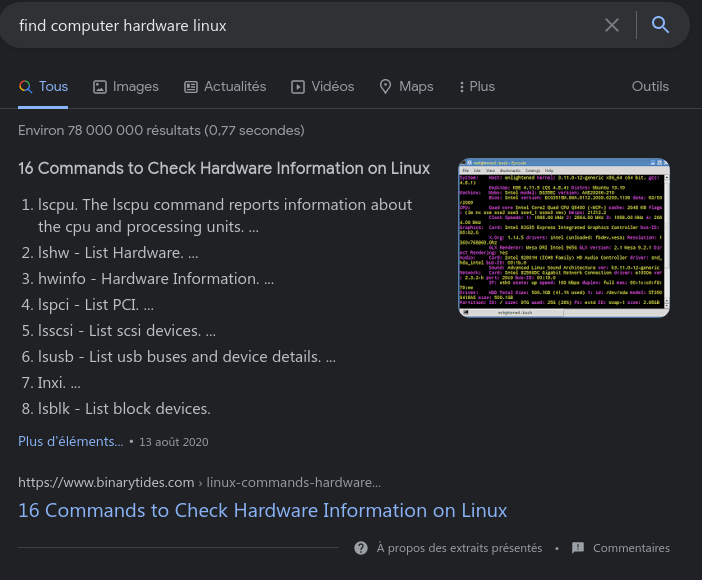 find computer hardware linux
Tous
Images
Actualités
Vidéos
Maps
Plus
Outils
Environ 78 000 000 résultats (0,77 secondes)
16 Commands to Check Hardware Information on Linux
1. lscpu. The lscpu command reports information about
the cpu and processing units. ...
2. lshw - List Hardware. ...
3. hwinfo - Hardware Information. ...
4. lspci - List PCI. ...
5. lsscsi - List scsi devices. ...
6. lsusb - List usb buses and device details. ...
7. Inxi. ...
8. lsblk - List block devices.
Plus d'éléments... • 13 août 2020
https://www.binarytides.com › linux-commands-hardware...
16 Commands to Check Hardware Information on Linux
À propos des extraits présentés • Commentaires